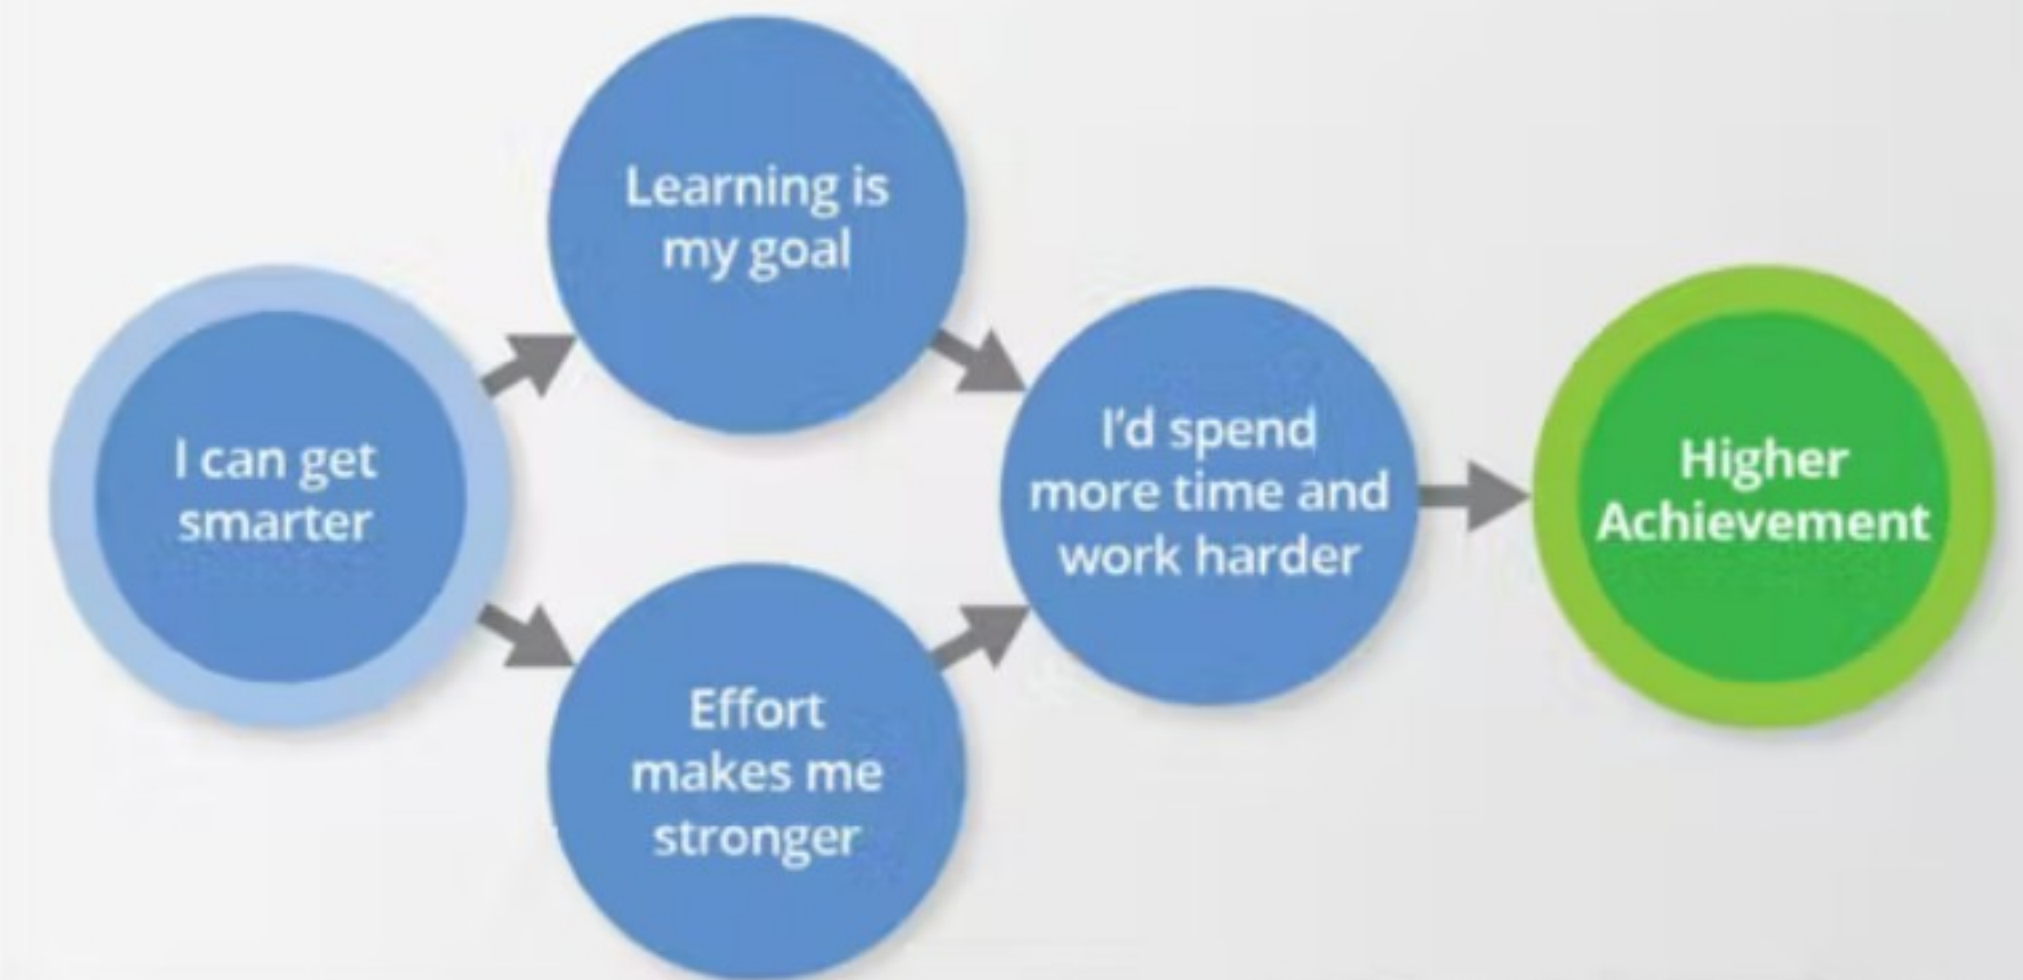 I can get
smarter
Learning is
my goal
Effort
makes me
stronger
I'd spend
more time and
work harder
Higher
Achievement